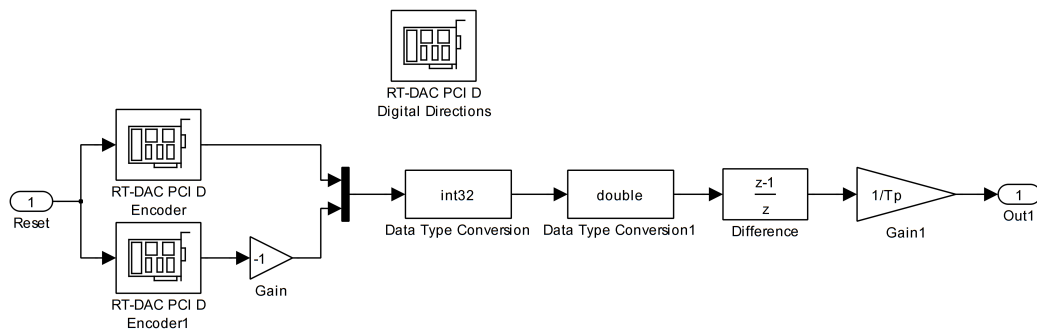 RT-DAC PCI D
Digital Directions
RT-DAC PCI D
Encoder
1
Reset
RT-DAC PCI D
Encoder1
-1
Gain
int32
Data Type Conversion
double
Data Type Conversion1
z-1
z
Difference
1/Tp
Gain1
1
Out1